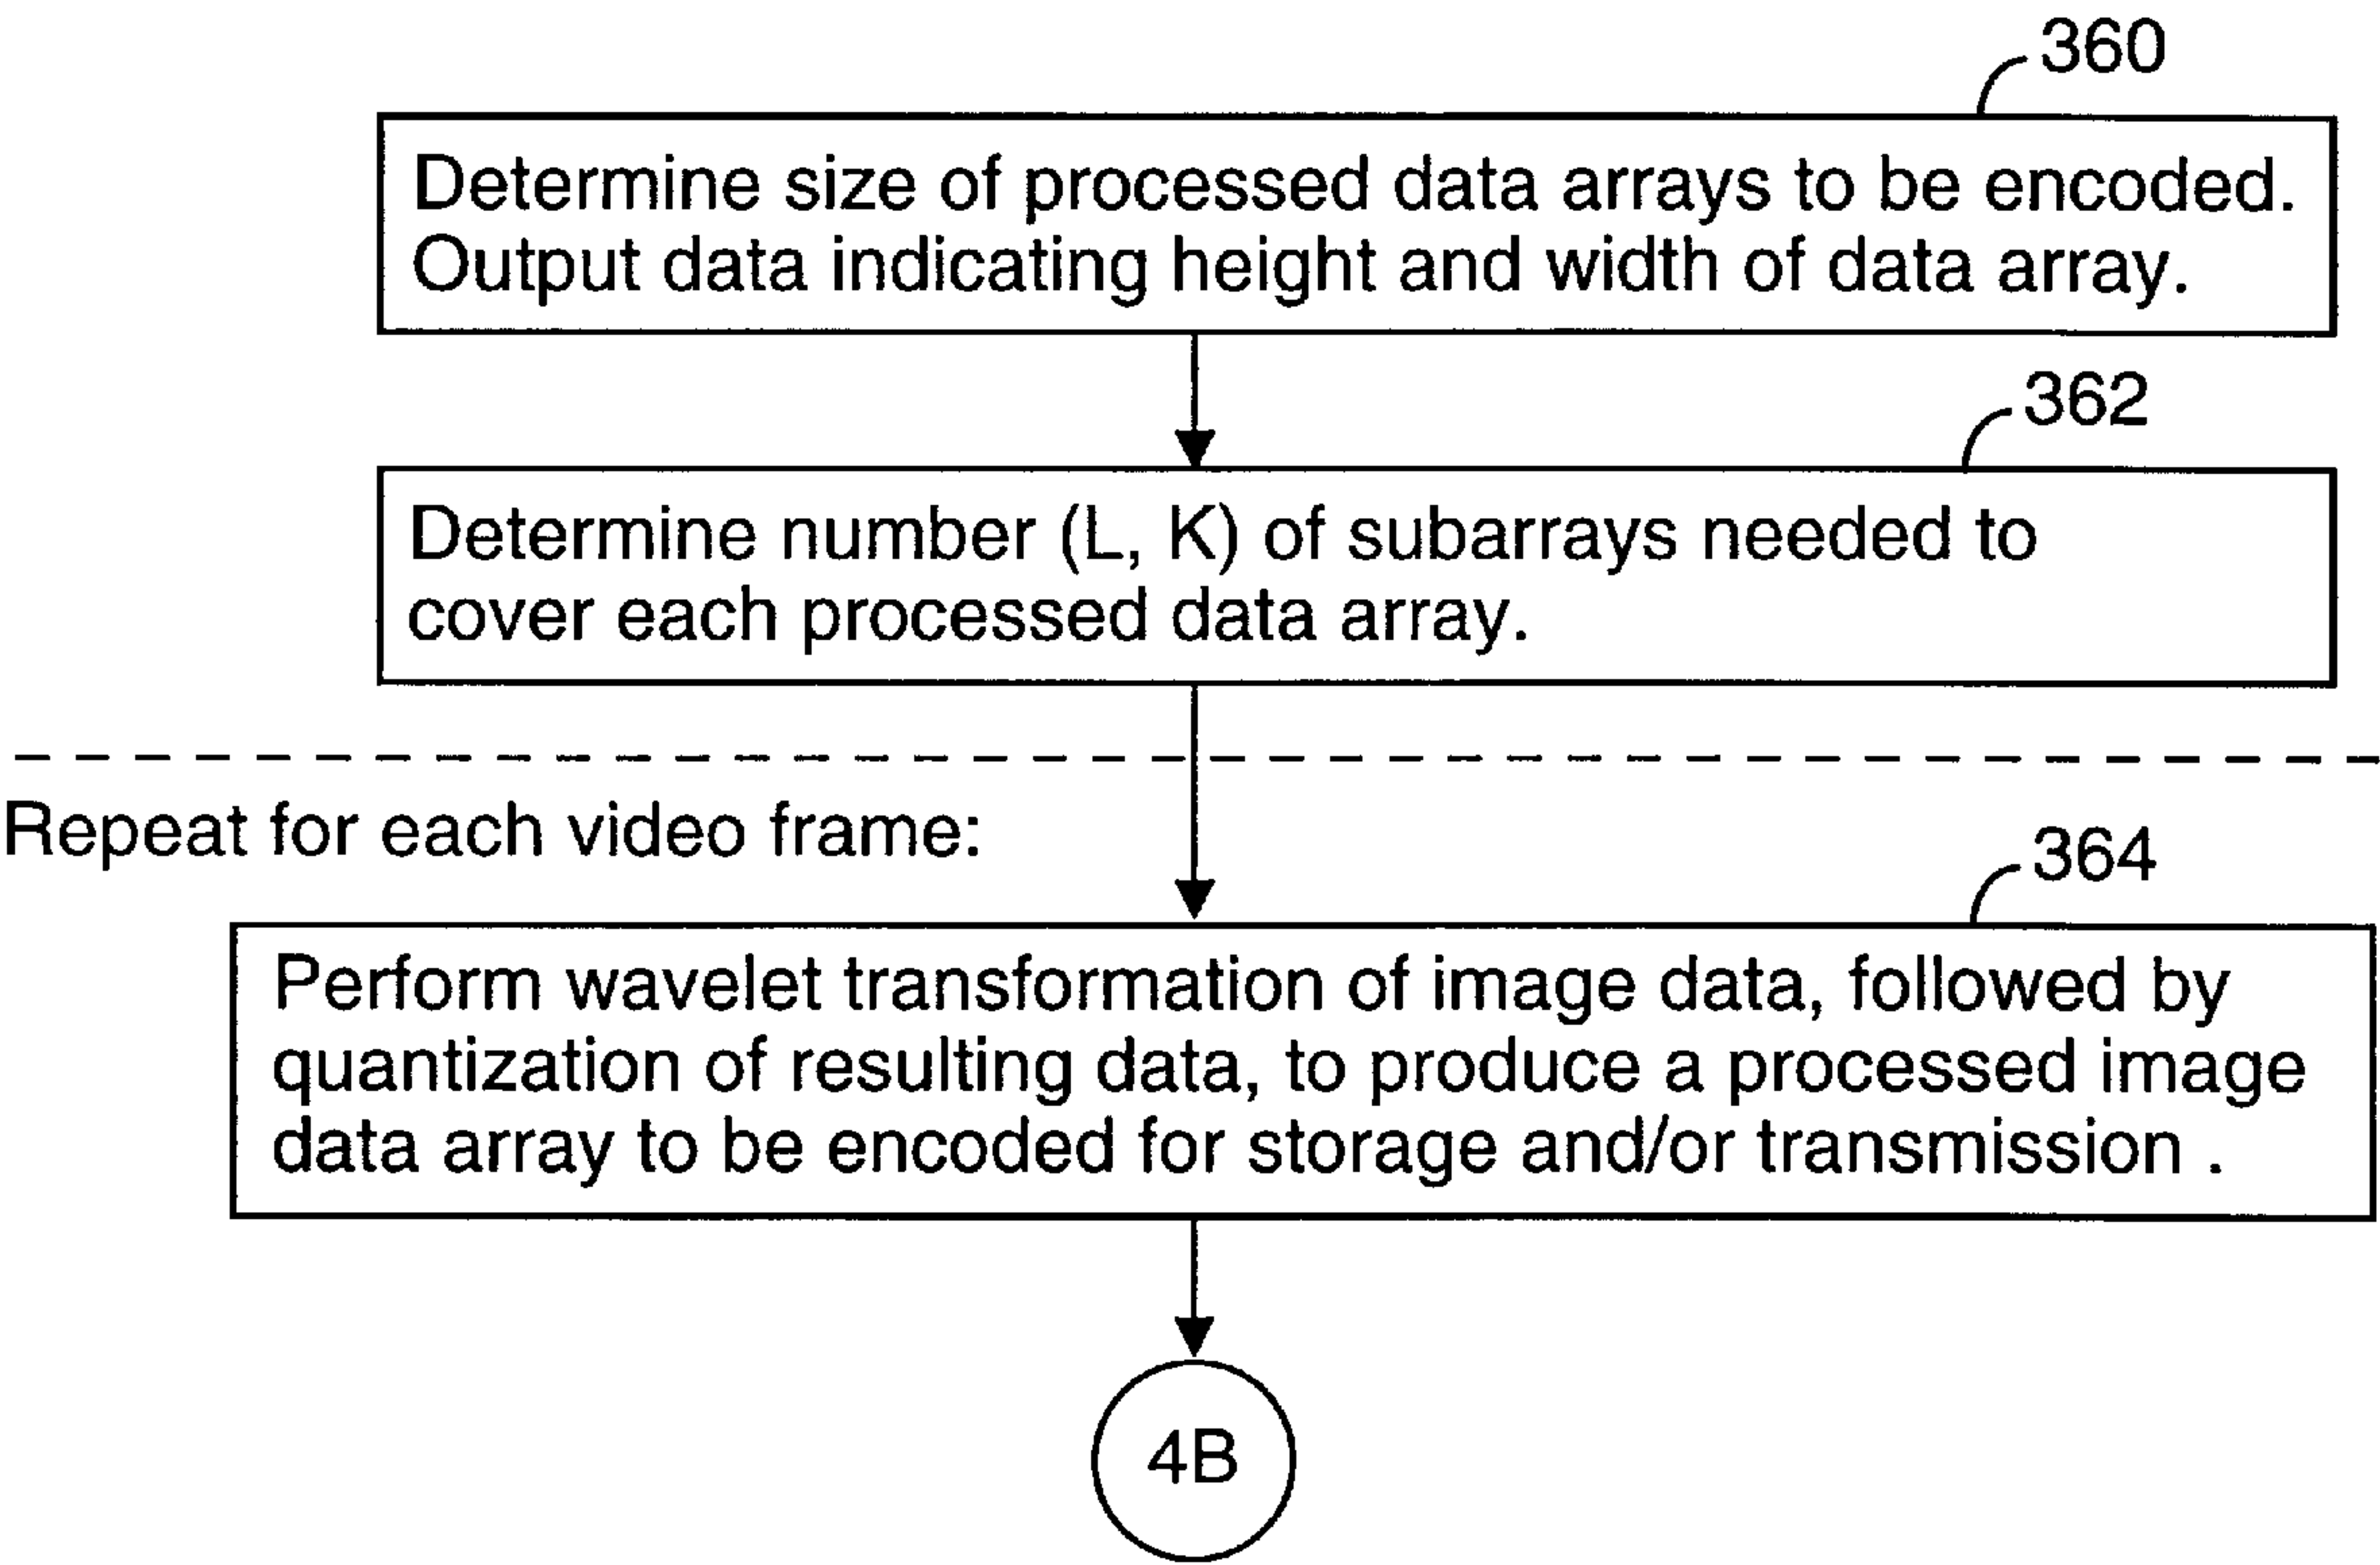 360
Determine size of processed data arrays to be encoded.
Output data indicating height and width of data array.
362
Determine number (L, K) of subarrays needed to
cover each processed data array.
Repeat for each video frame:
364
Perform wavelet transformation of image data, followed by
quantization of resulting data, to produce a processed image
data array to be encoded for storage and/or transmission .
4B